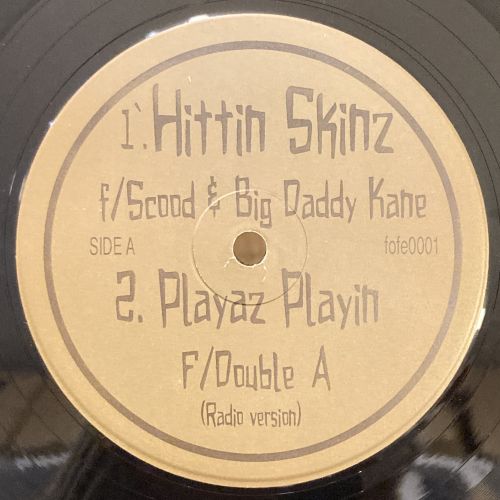 1. Hittin Skinz
f/Scood & Big Daddy Kane
SIDE A
fofe0001
2. Playaz Playin
F/Double A
(Radio version)